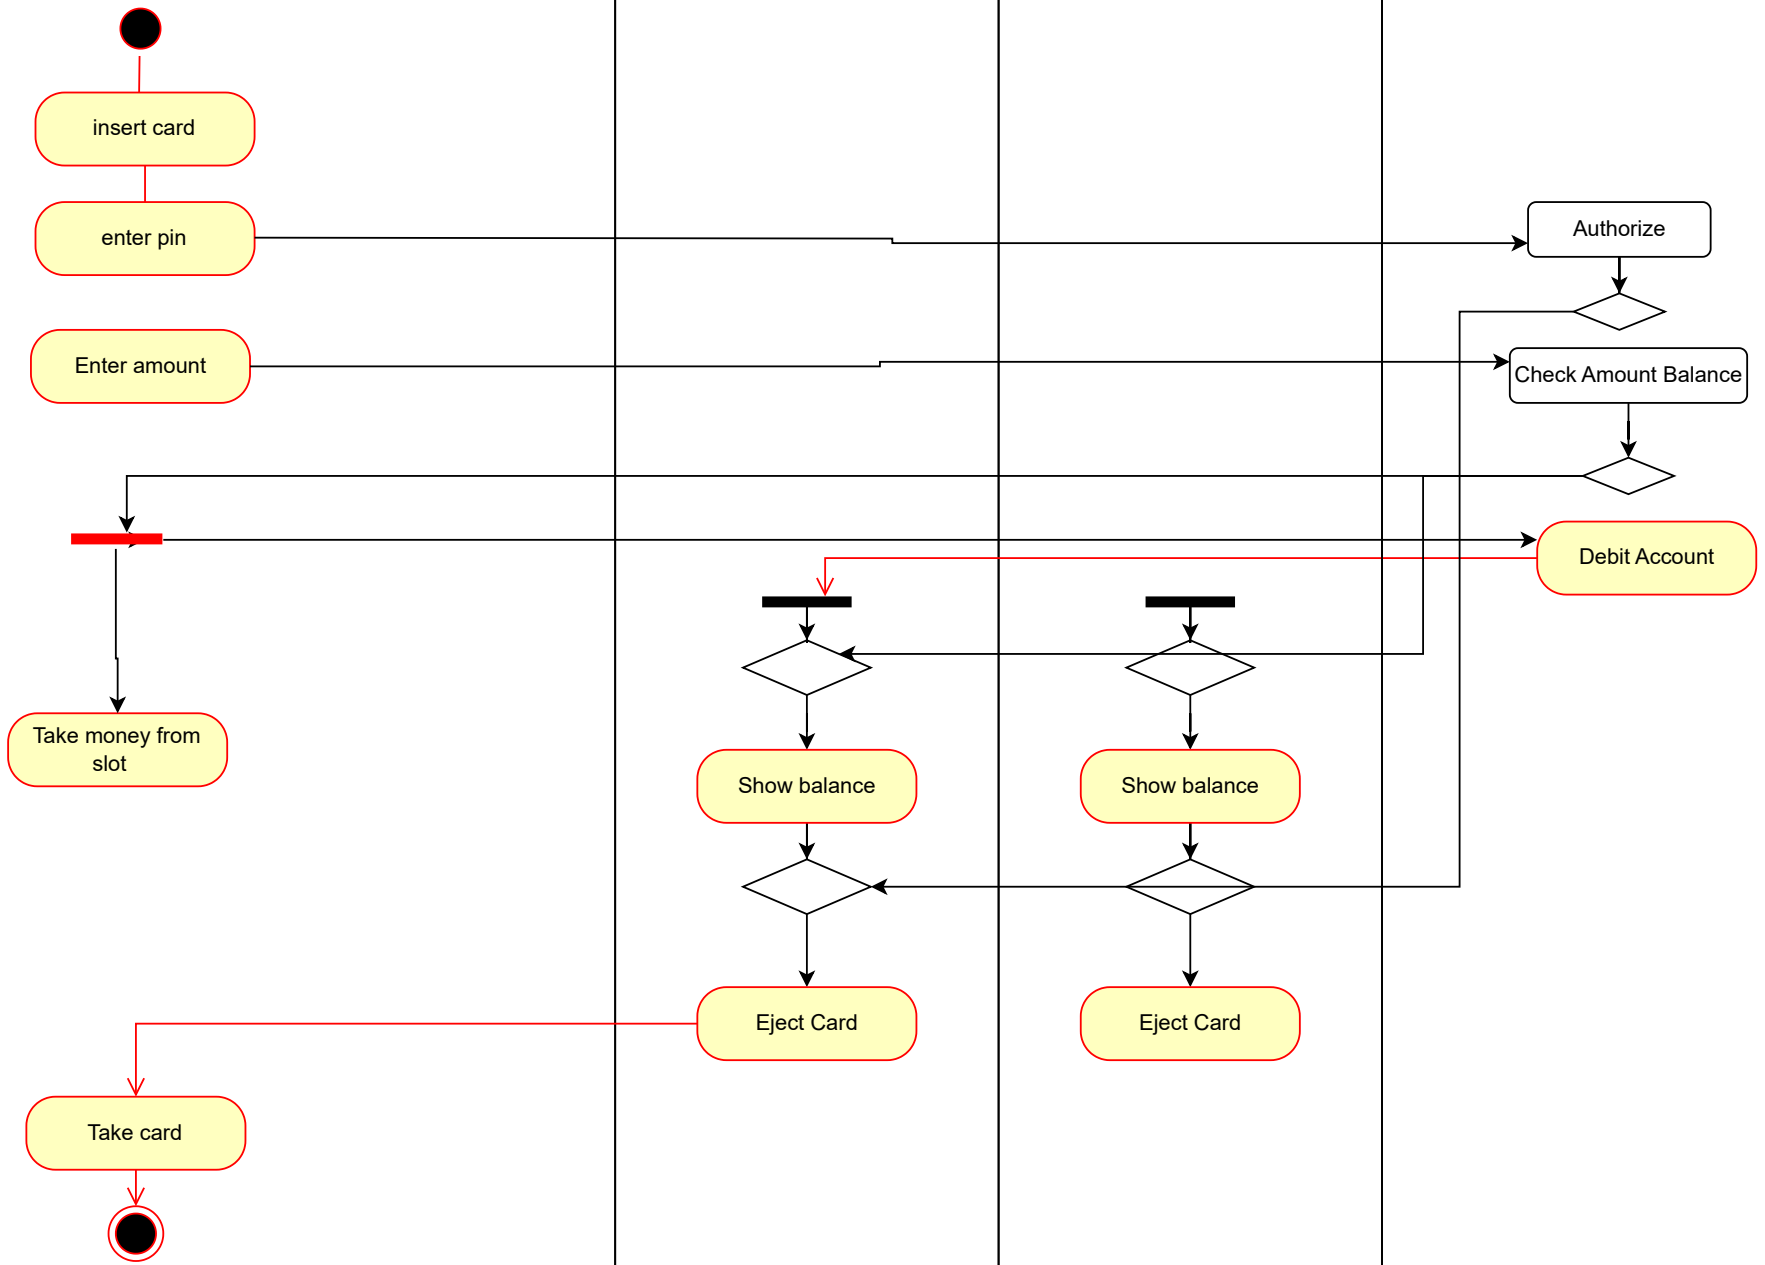 insert card
enter pin
Authorize
Enter amount
Check Amount Balance
Debit Account
Take money from
slot
Show balance
Show balance
Eject Card
Eject Card
Take card